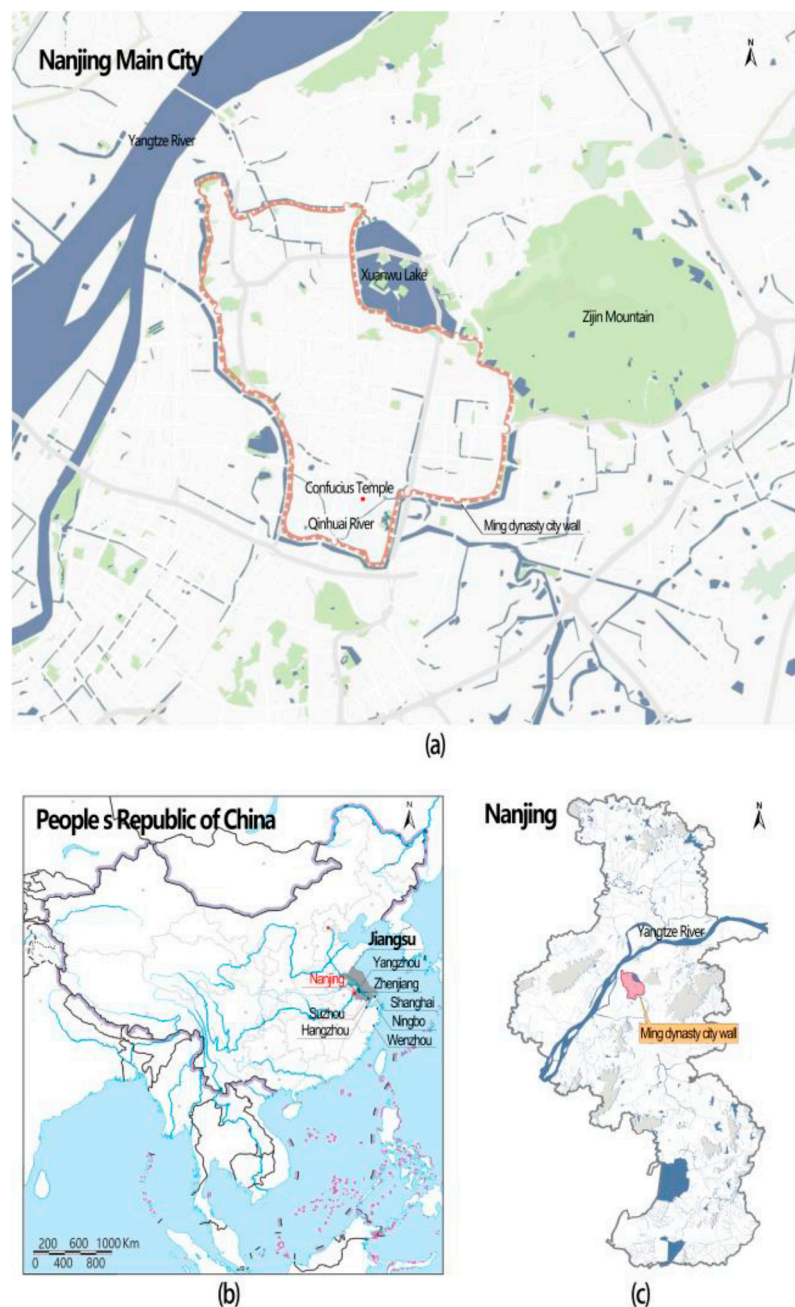 Nanjing Main City
N
Yangtze River
Xuanwu Lake
Zijin Mountain
Confucius Temple
Qinhuai River
Ming dynasty city wall
(a)
People s Republic of China
N
Jiangsu
Yangzhou
Nanjing
Zhenjiang
Shanghai
Suzhou
Hangzhou
Ningbo
Wenzhou
200 600 1000 Km
0 400 800
(b)
Nanjing
N
Yangtze River
Ming dynasty city wall
(c)